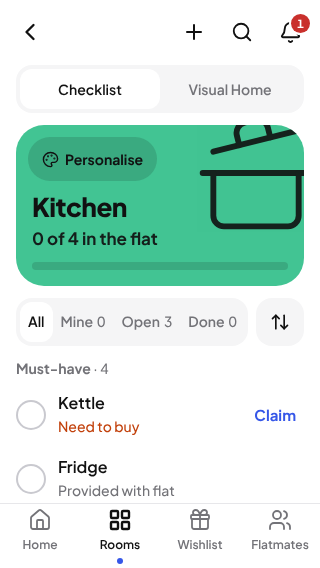 1
Checklist
Visual Home
Personalise
Kitchen
0 of 4 in the flat
All
Mine 0
Open 3
Done 0
Must-have · 4
Kettle
Need to buy
Claim
Fridge
Provided with flat
Home
Rooms
Wishlist
Flatmates